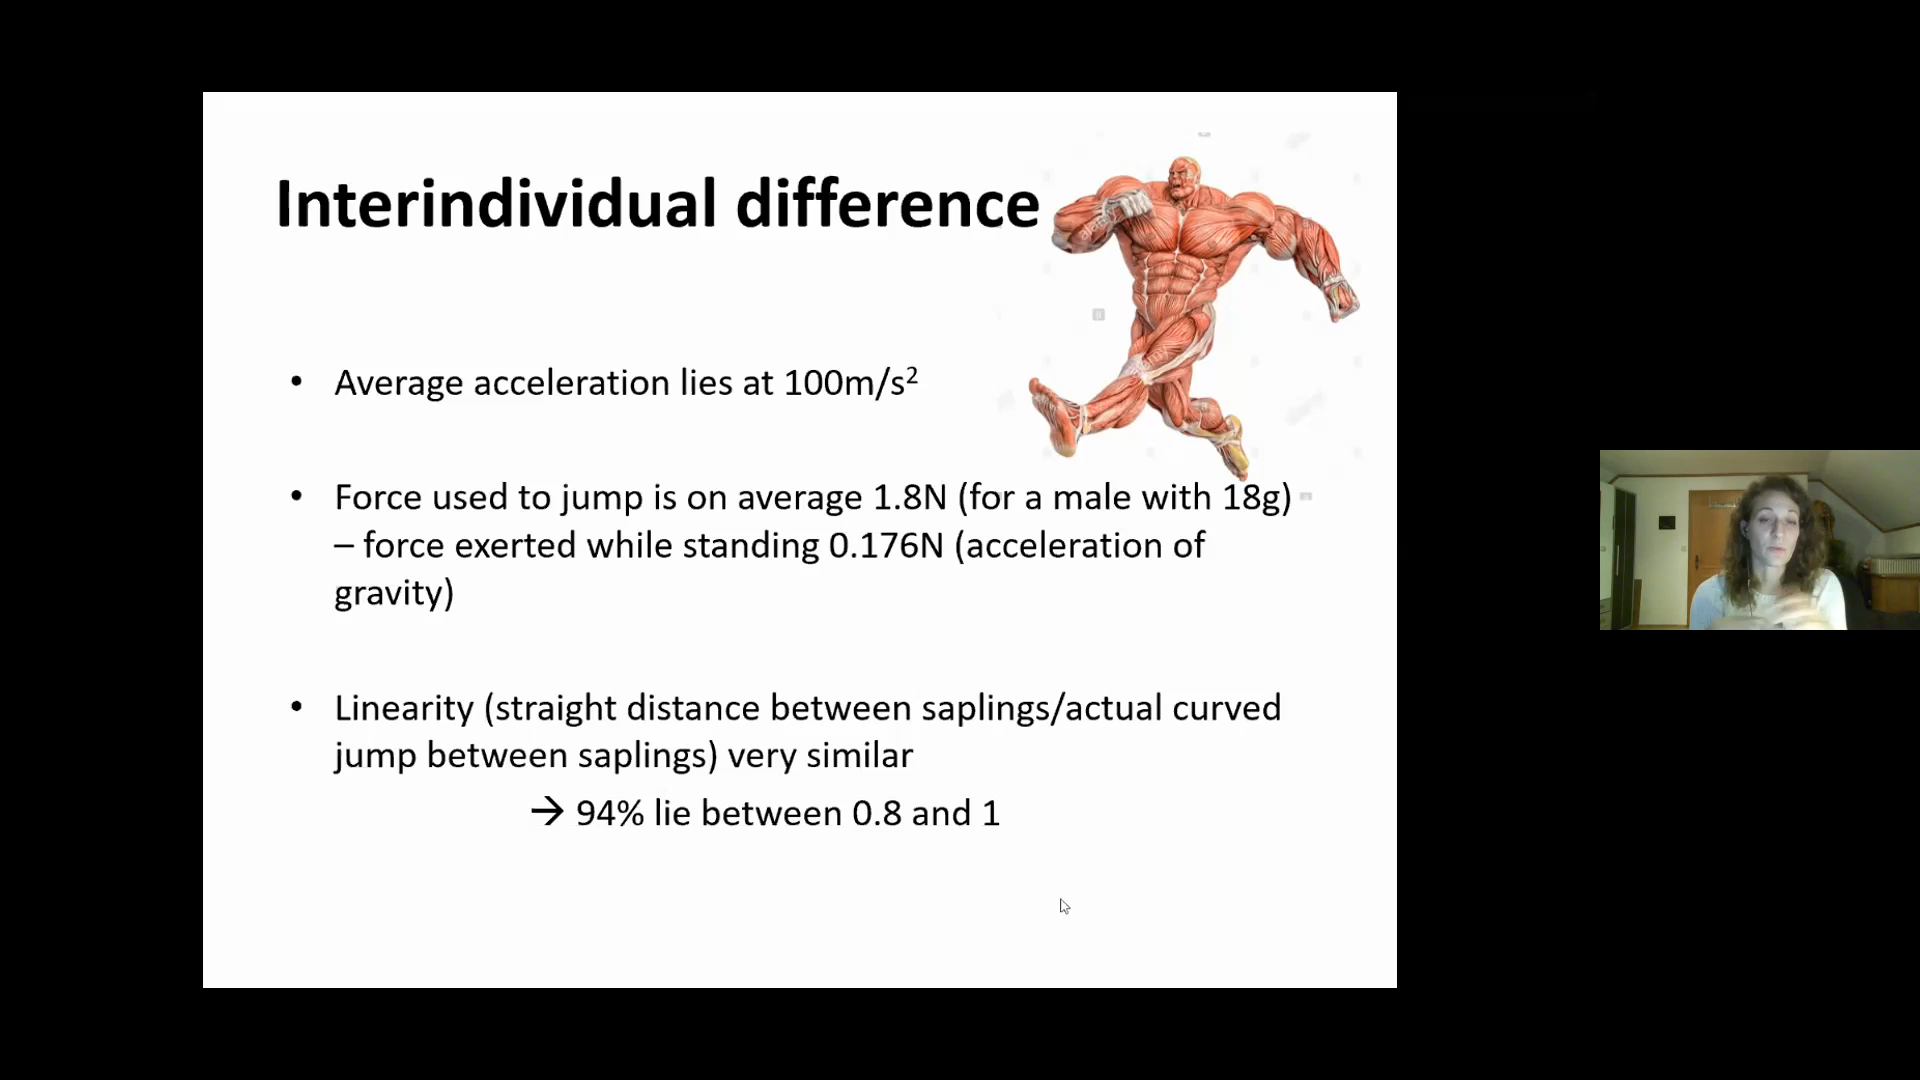 Interindividual difference
• Average acceleration lies at 100m/s²
• Force used to jump is on average 1.8N (for a male with 18g)
– force exerted while standing 0.176N (acceleration of
gravity)
• Linearity (straight distance between saplings/actual curved
jump between saplings) very similar
→ 94% lie between 0.8 and 1